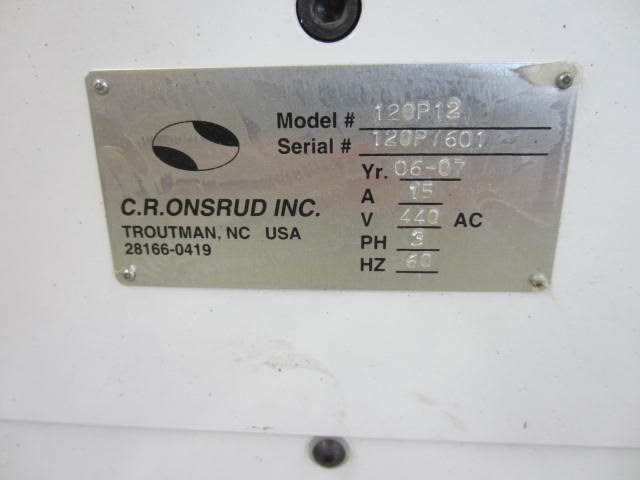 Model # 120P12
Serial # 120P7601
Yr. 06-07
A 15
V 440 AC
PH 3
HZ 60
C.R.ONSRUD INC.
TROUTMAN, NC USA
28166-0419